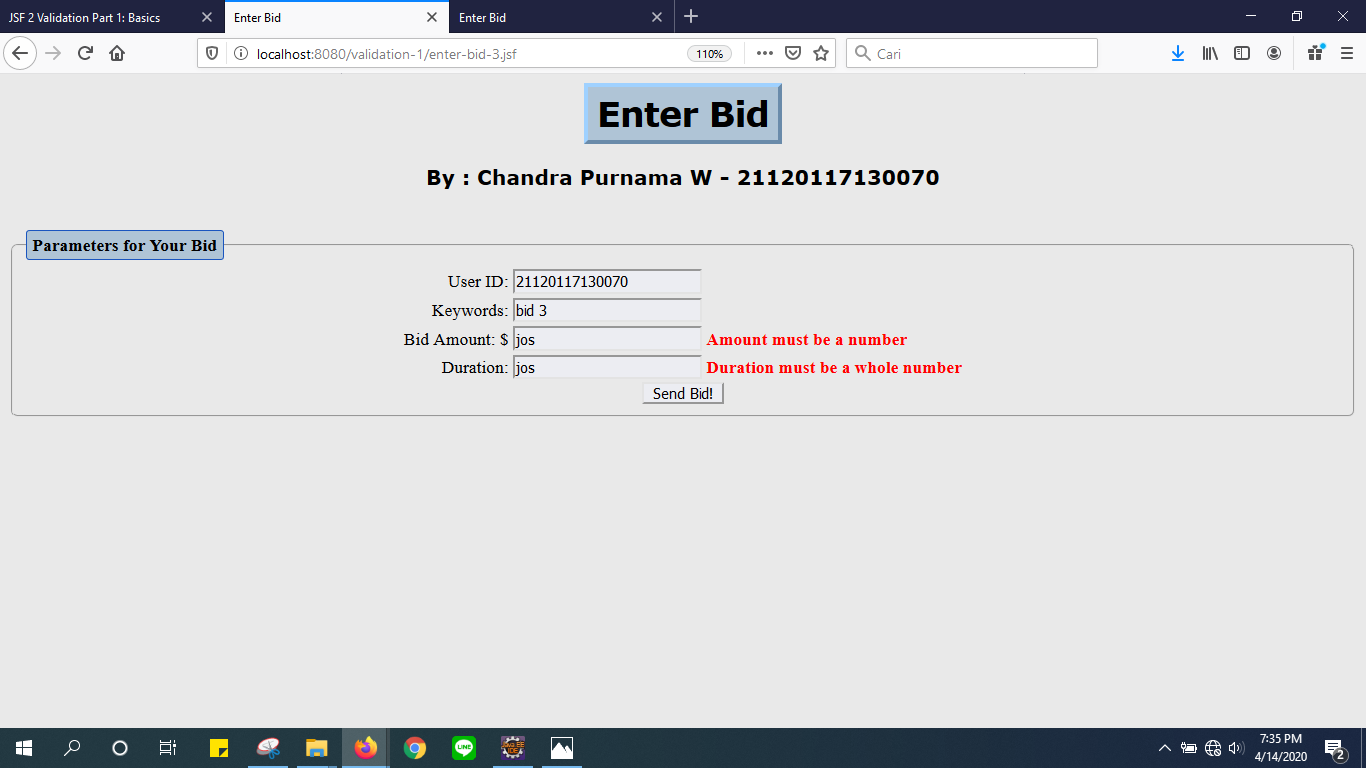 JSF 2 Validation Part 1: Basics
Enter Bid
Enter Bid
localhost:8080/validation-1/enter-bid-3.jsf
110%
Cari
Enter Bid
By : Chandra Purnama W - 21120117130070
Parameters for Your Bid
User ID: 21120117130070
Keywords: bid 3
Bid Amount: $ jos Amount must be a number
Duration: jos Duration must be a whole number
Send Bid!
LINE
7:35 PM
4/14/2020
2